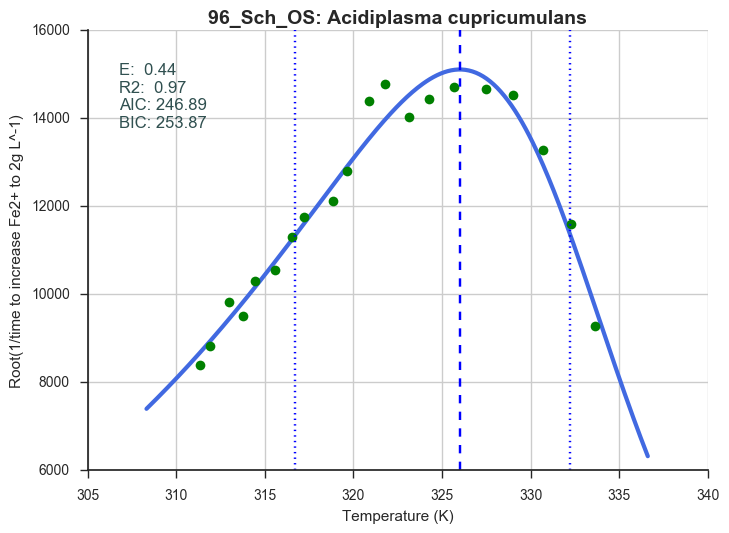 96_Sch_OS: Acidiplasma cupricumulans
16000
14000
12000
10000
8000
6000
E:  0.44
R2:  0.97
AIC: 246.89
BIC: 253.87
Root(1/time to increase Fe2+ to 2g L^-1)
305 310 315 320 325 330 335 340
Temperature (K)